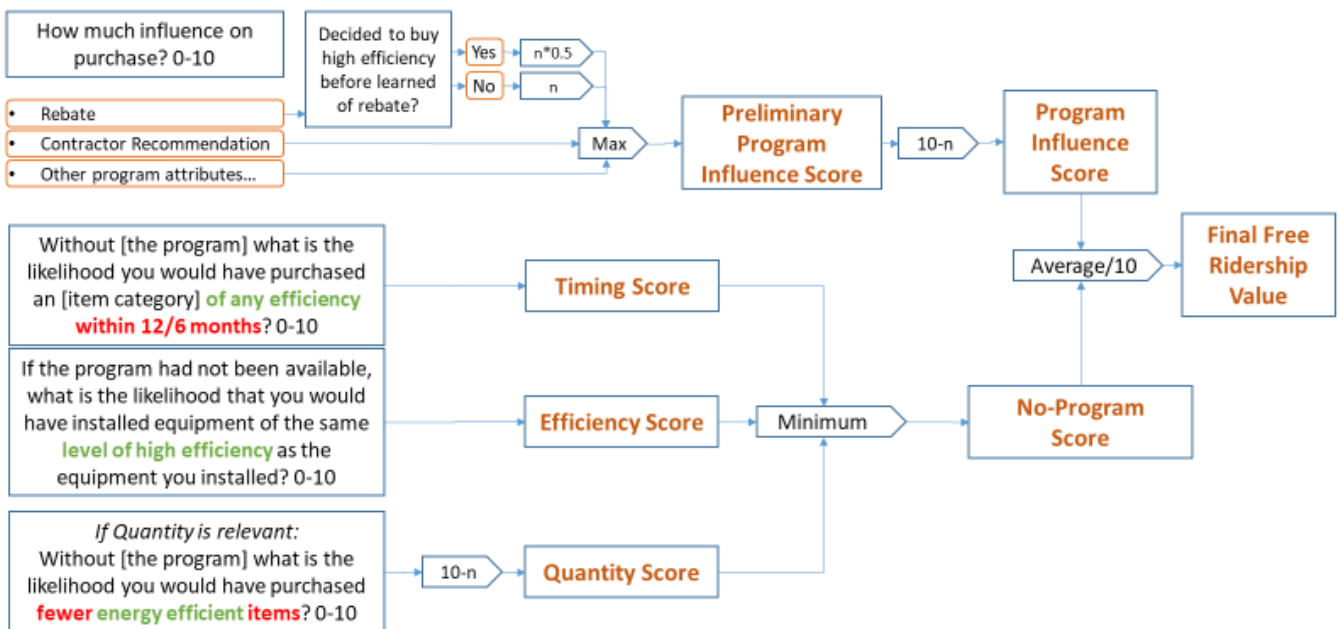 How much influence on
purchase? 0-10
Decided to buy
high efficiency
before learned
of rebate?
Yes
n*0.5
No
n
• Rebate
• Contractor Recommendation
• Other program attributes...
Max
Preliminary
Program
Influence Score
10-n
Program
Influence
Score
Without [the program] what is the
likelihood you would have purchased
an [item category] of any efficiency
within 12/6 months? 0-10
Timing Score
Average/10
Final Free
Ridership
Value
If the program had not been available,
what is the likelihood that you would
have installed equipment of the same
level of high efficiency as the
equipment you installed? 0-10
Efficiency Score
Minimum
No-Program
Score
If Quantity is relevant:
Without [the program] what is the
likelihood you would have purchased
fewer energy efficient items? 0-10
10-n
Quantity Score